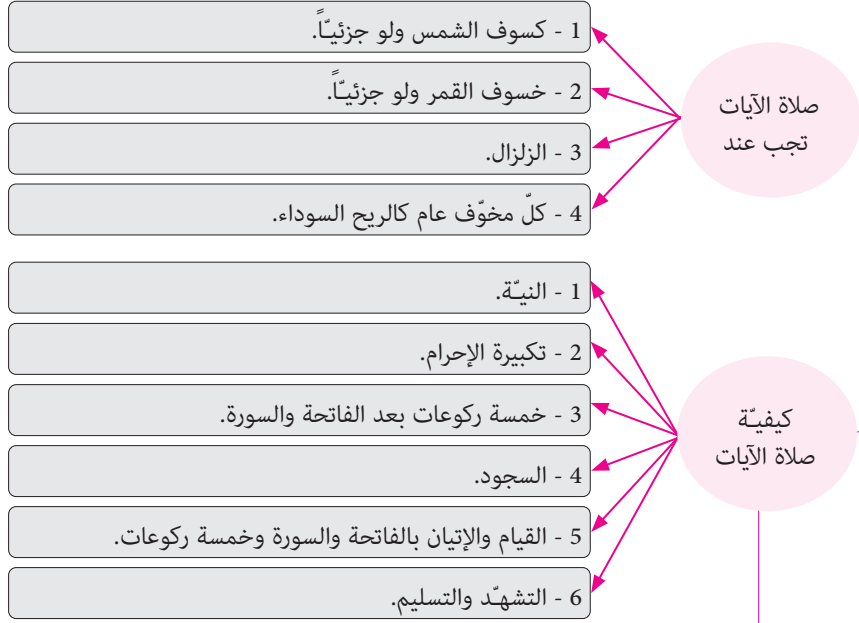 صلاة الآيات
تجب عند
1 - كسوف الشمس ولو جزئيّاً.
2 - خسوف القمر ولو جزئيّاً.
3 - الزلزال.
4 - كلّ مخوّف عام كالريح السوداء.
كيفيّة
صلاة الآيات
1 - النيّة.
2 - تكبيرة الإحرام.
3 - خمسة ركوعات بعد الفاتحة والسورة.
4 - السجود.
5 - القيام والإتيان بالفاتحة والسورة وخمسة ركوعات.
6 - التشهّد والتسليم.